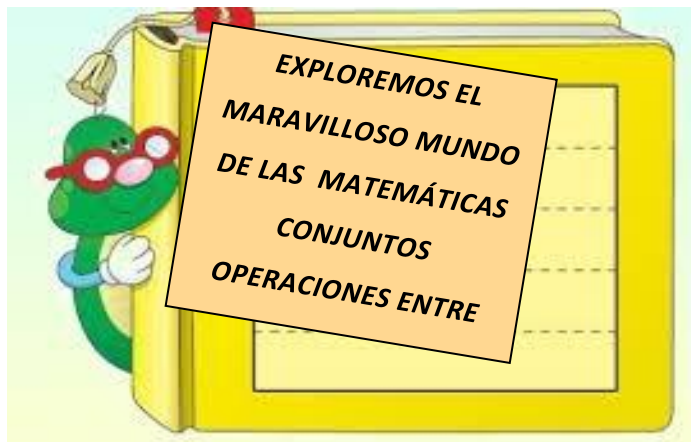 EXPLOREMOS EL
MARAVILLOSO MUNDO
DE LAS MATEMÁTICAS
CONJUNTOS
OPERACIONES ENTRE